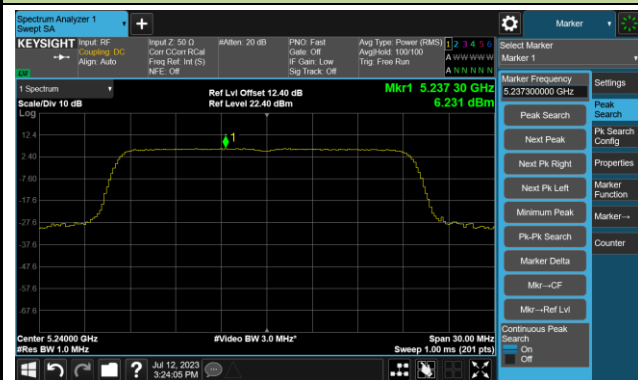 Spectrum Analyzer 1
Swept SA
+
Marker
KEYSIGHT
Input: RF
Coupling: DC
Align: Auto
Input Z: 50 Ω
Corr CCorr RCal
Freq Ref: Int (S)
NFE: Off
#Atten: 20 dB
PNO: Fast
Gate: Off
IF Gain: Low
Sig Track: Off
Avg Type: Power (RMS)
Avg|Hold: 100/100
Trig: Free Run
1 2 3 4 5 6
A W W W W W
A N N N N N
LXI
Select Marker
Marker 1
1 Spectrum
Scale/Div 10 dB
Log
Ref Lvl Offset 12.40 dB
Ref Level 22.40 dBm
Mkr1 5.237 30 GHz
6.231 dBm
1
12.4
2.40
-7.60
-17.6
-27.6
-37.6
-47.6
-57.6
-67.6
Center 5.24000 GHz
#Res BW 1.0 MHz
#Video BW 3.0 MHz*
Span 30.00 MHz
Sweep 1.00 ms (201 pts)
Marker Frequency
5.237300000 GHz
Peak Search
Next Peak
Next Pk Right
Next Pk Left
Minimum Peak
Pk-Pk Search
Marker Delta
Mkr→CF
Mkr→Ref Lvl
Continuous Peak
Search
On
Off
Settings
Peak
Search
Pk Search
Config
Properties
Marker
Function
Marker→
Counter
?
Jul 12, 2023
3:24:05 PM